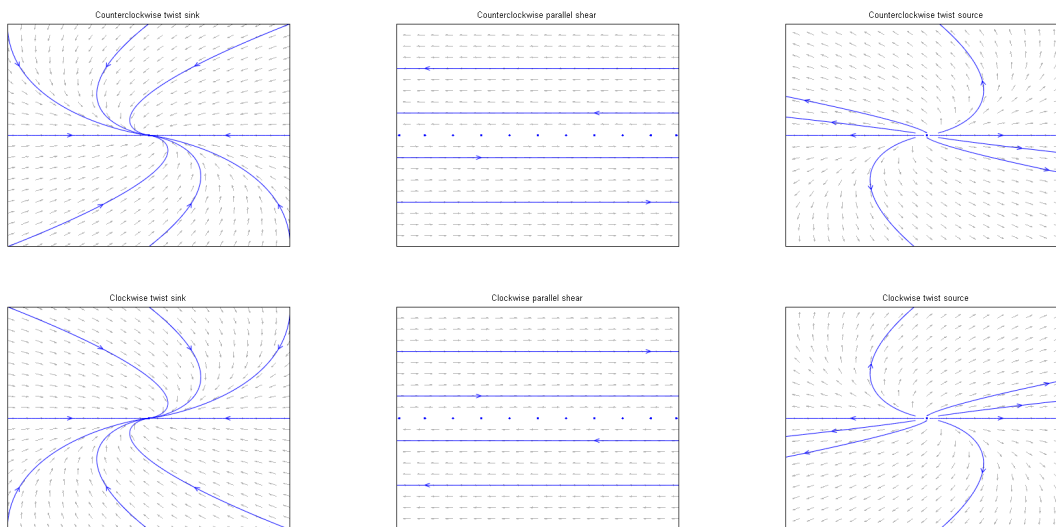 Counterclockwise twist sink
Counterclockwise parallel shear
Counterclockwise twist source
Clockwise twist sink
Clockwise parallel shear
Clockwise twist source